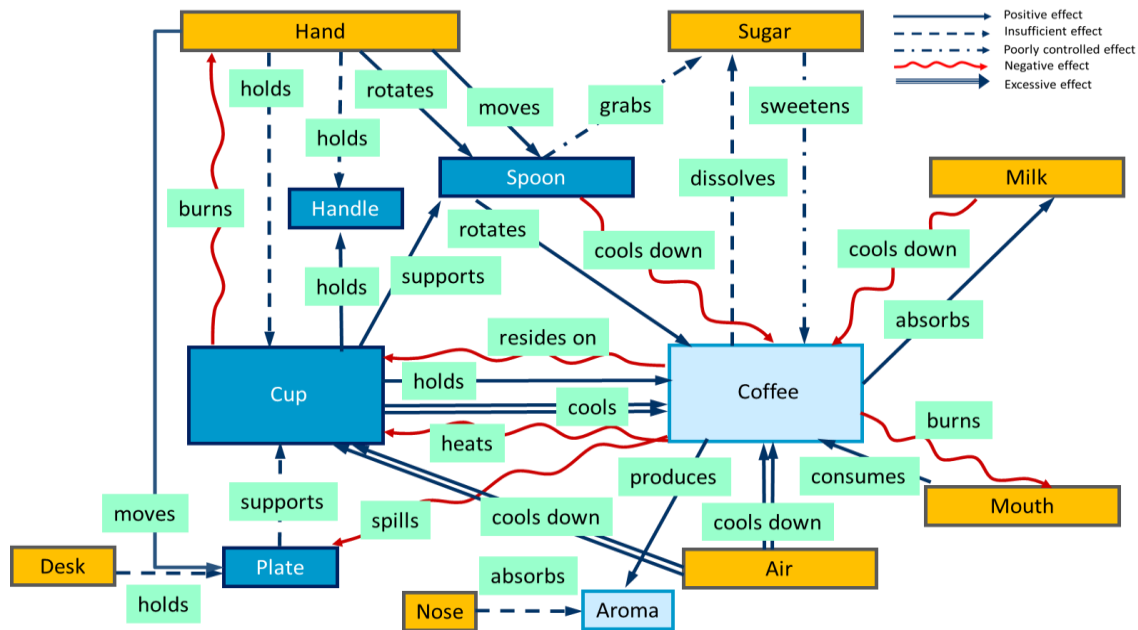 Hand
Sugar
Positive effect
Insufficient effect
Poorly controlled effect
Negative effect
Excessive effect
holds
rotates
moves
grabs
sweetens
holds
Spoon
dissolves
Milk
burns
Handle
rotates
cools down
cools down
holds
supports
absorbs
resides on
Cup
holds
Coffee
cools
heats
burns
produces
consumes
supports
moves
spills
cools down
cools down
Mouth
Desk
Plate
absorbs
Air
holds
Nose
Aroma